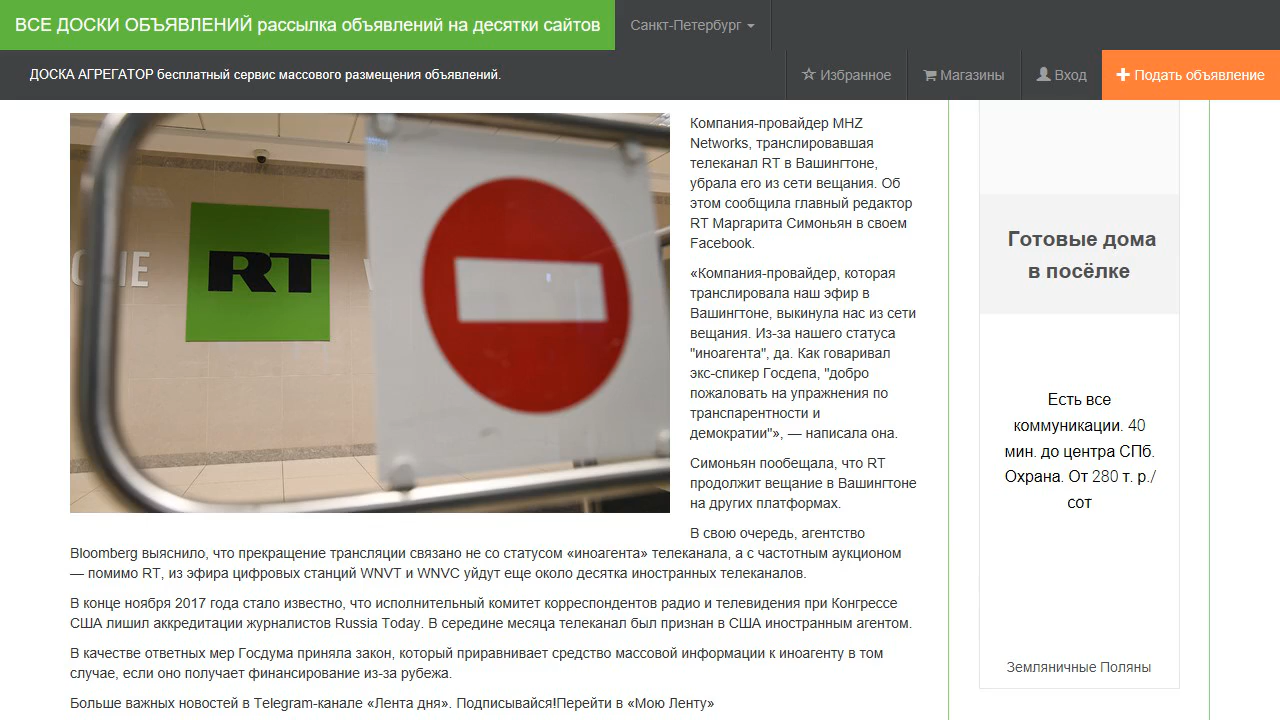 ВСЕ ДОСКИ ОБЪЯВЛЕНИЙ рассылка объявлений на десятки сайтов
Санкт-Петербург
ДОСКА АГРЕГАТОР бесплатный сервис массового размещения объявлений.
Избранное
Магазины
Вход
Подать объявление
RT
Компания-провайдер MHZ
Networks, транслировавшая
телеканал RT в Вашингтоне,
убрала его из сети вещания. Об
этом сообщила главный редактор
RT Маргарита Симоньян в своем
Facebook.
«Компания-провайдер, которая
транслировала наш эфир в
Вашингтоне, выкинула нас из сети
вещания. Из-за нашего статуса
"иноагента", да. Как говаривал
экс-спикер Госдепа, "добро
пожаловать на упражнения по
транспарентности и
демократии"», — написала она.
Симоньян пообещала, что RT
продолжит вещание в Вашингтоне
на других платформах.
В свою очередь, агентство
Bloomberg выяснило, что прекращение трансляции связано не со статусом «иноагента» телеканала, а с частотным аукционом
— помимо RT, из эфира цифровых станций WNVT и WNVC уйдут еще около десятка иностранных телеканалов.
В конце ноября 2017 года стало известно, что исполнительный комитет корреспондентов радио и телевидения при Конгрессе
США лишил аккредитации журналистов Russia Today. В середине месяца телеканал был признан в США иностранным агентом.
В качестве ответных мер Госдума приняла закон, который приравнивает средство массовой информации к иноагенту в том
случае, если оно получает финансирование из-за рубежа.
Больше важных новостей в Telegram-канале «Лента дня». Подписывайся!Перейти в «Мою Ленту»
Готовые дома
в посёлке
Есть все
коммуникации. 40
мин. до центра СПб.
Охрана. От 280 т. р./
сот
Земляничные Поляны